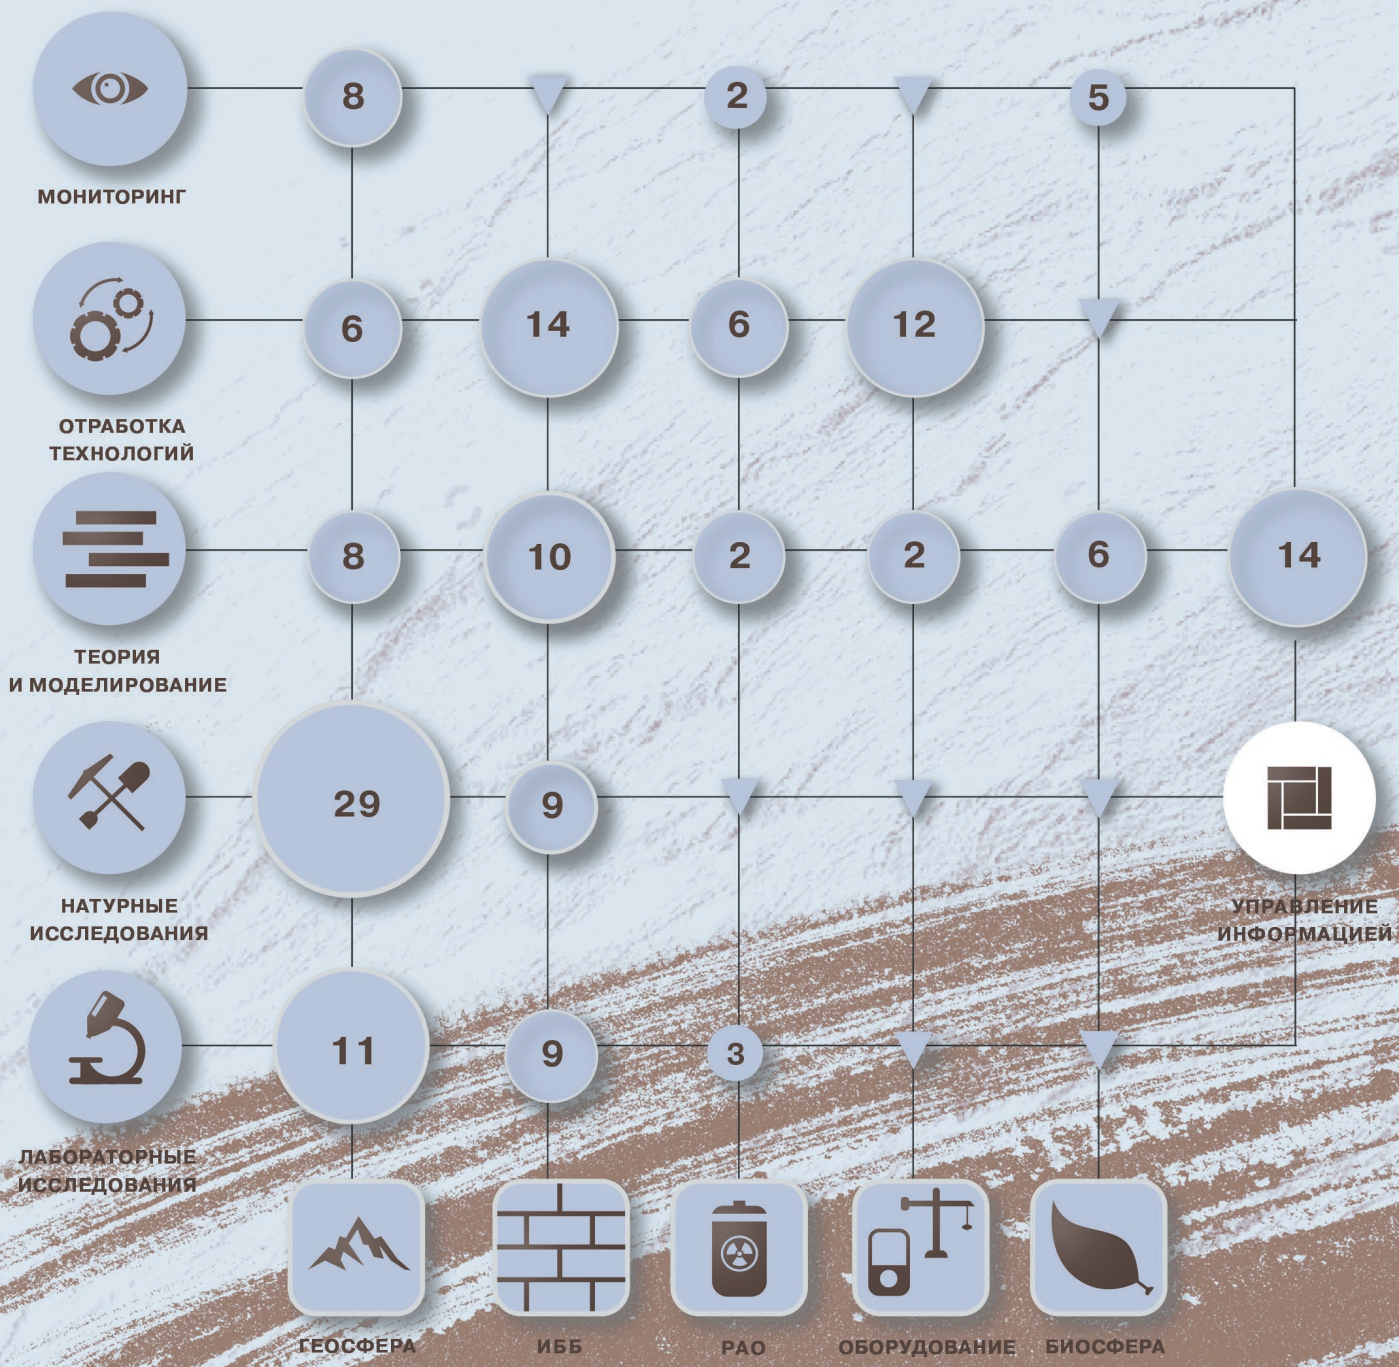 8
2
5
МОНИТОРИНГ
6
14
6
12
ОТРАБОТКА
ТЕХНОЛОГИЙ
8
10
2
2
6
14
ТЕОРИЯ
И МОДЕЛИРОВАНИЕ
29
9
НАТУРНЫЕ
ИССЛЕДОВАНИЯ
УПРАВЛЕНИЕ
ИНФОРМАЦИЕЙ
11
9
3
ЛАБОРАТОРНЫЕ
ИССЛЕДОВАНИЯ
ГЕОСФЕРА
ИББ
РАО
ОБОРУДОВАНИЕ
БИОСФЕРА